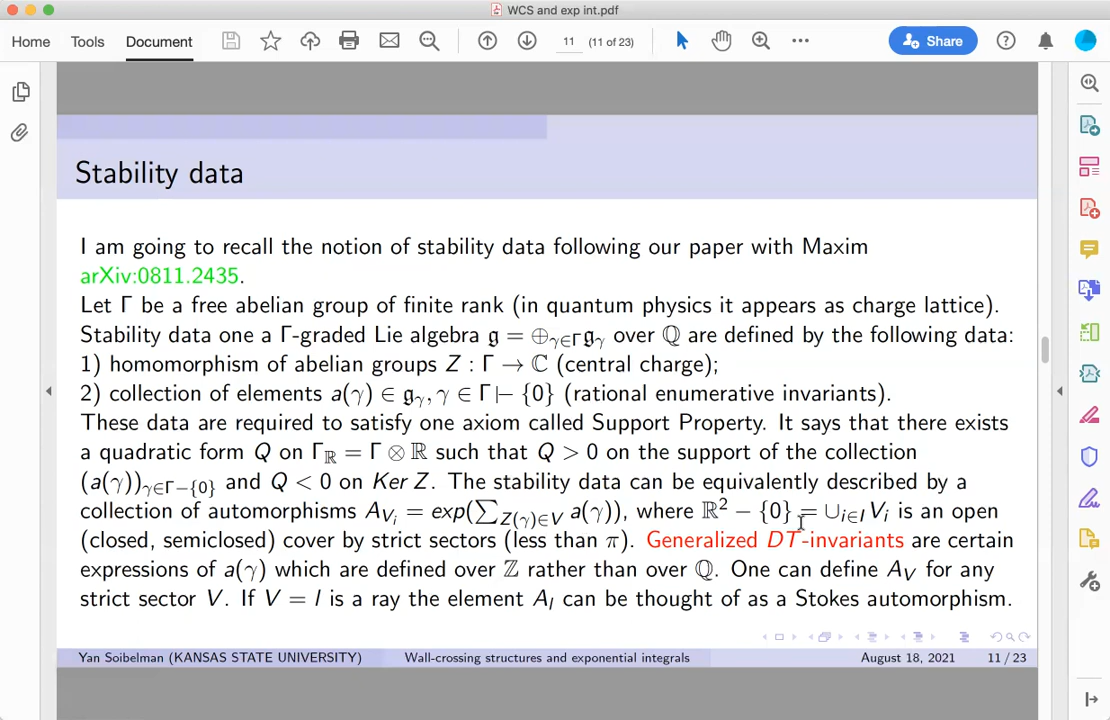 WCS and exp int.pdf
Home Tools Document 11 (11 of 23) Share
Stability data
I am going to recall the notion of stability data following our paper with Maxim
arXiv:0811.2435.
Let Γ be a free abelian group of finite rank (in quantum physics it appears as charge lattice).
Stability data one a Γ-graded Lie algebra 𝔤 = ⊕_{γ∈Γ}𝔤_γ over ℚ are defined by the following data:
1) homomorphism of abelian groups Z : Γ → ℂ (central charge);
2) collection of elements a(γ) ∈ 𝔤_γ, γ ∈ Γ − {0} (rational enumerative invariants).
These data are required to satisfy one axiom called Support Property. It says that there exists
a quadratic form Q on Γ_ℝ = Γ ⊗ ℝ such that Q > 0 on the support of the collection
(a(γ))_{γ∈Γ−{0}} and Q < 0 on Ker Z. The stability data can be equivalently described by a
collection of automorphisms A_{V_i} = exp(∑_{Z(γ)∈V} a(γ)), where ℝ² − {0} = ∪_{i∈I} V_i is an open
(closed, semiclosed) cover by strict sectors (less than π). Generalized DT-invariants are certain
expressions of a(γ) which are defined over ℤ rather than over ℚ. One can define A_V for any
strict sector V. If V = l is a ray the element A_l can be thought of as a Stokes automorphism.
Yan Soibelman (KANSAS STATE UNIVERSITY) Wall-crossing structures and exponential integrals August 18, 2021 11 / 23